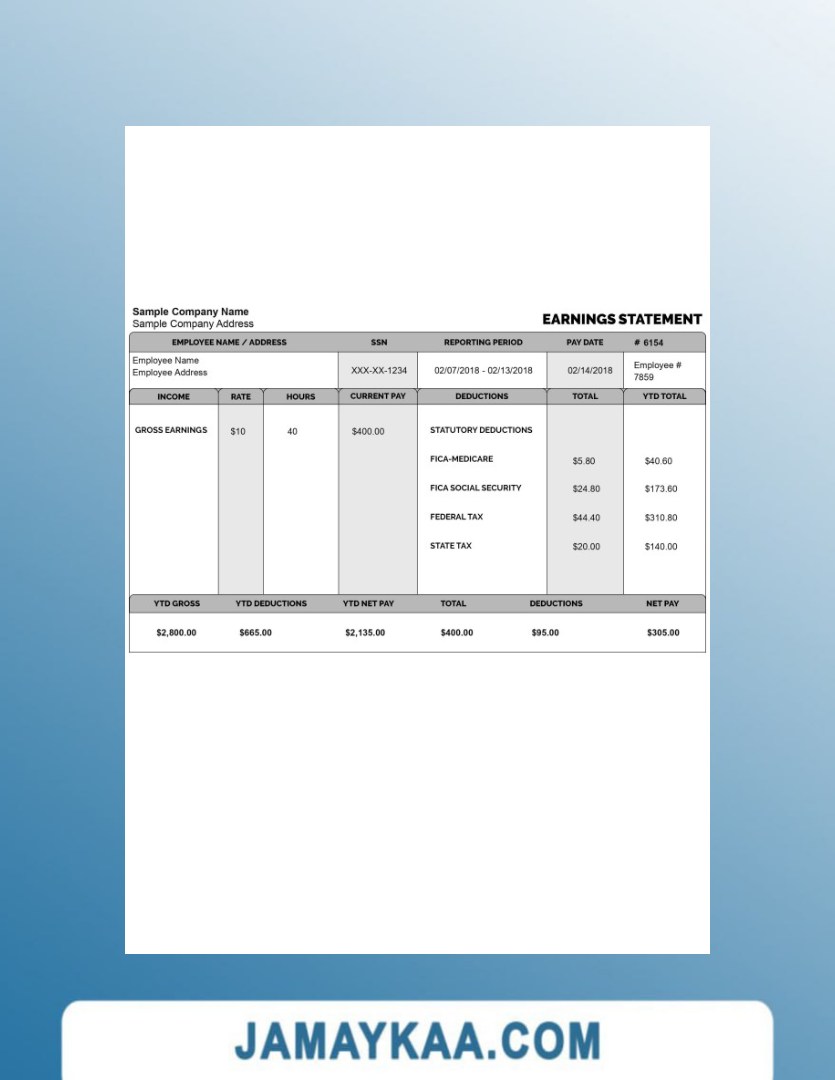 Sample Company Name
Sample Company Address
EARNINGS STATEMENT
EMPLOYEE NAME / ADDRESS SSN REPORTING PERIOD PAY DATE # 6154
Employee Name
Employee Address
XXX-XX-1234 02/07/2018 - 02/13/2018 02/14/2018
Employee #
7859
INCOME RATE HOURS CURRENT PAY DEDUCTIONS TOTAL YTD TOTAL
GROSS EARNINGS $10 40 $400.00 STATUTORY DEDUCTIONS
FICA-MEDICARE $5.80 $40.60
FICA SOCIAL SECURITY $24.80 $173.60
FEDERAL TAX $44.40 $310.80
STATE TAX $20.00 $140.00
YTD GROSS YTD DEDUCTIONS YTD NET PAY TOTAL DEDUCTIONS NET PAY
$2,800.00 $665.00 $2,135.00 $400.00 $95.00 $305.00
JAMAYKAA.COM